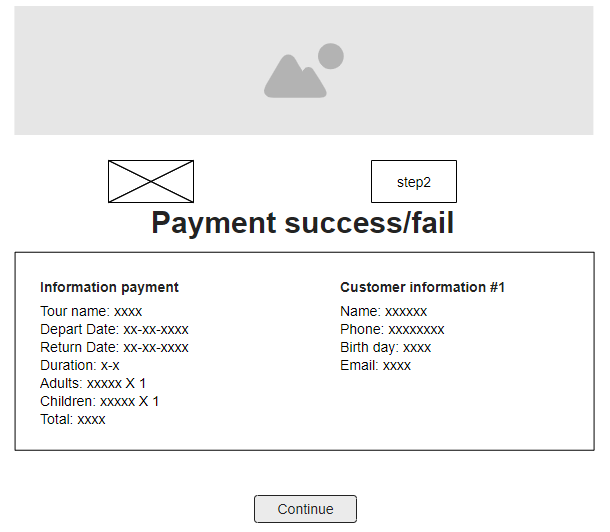 step2
Payment success/fail
Information payment
Tour name: xxxx
Depart Date: xx-xx-xxxx
Return Date: xx-xx-xxxx
Duration: x-x
Adults: xxxxx X 1
Children: xxxxx X 1
Total: xxxx
Customer information #1
Name: xxxxxx
Phone: xxxxxxxx
Birth day: xxxx
Email: xxxx
Continue